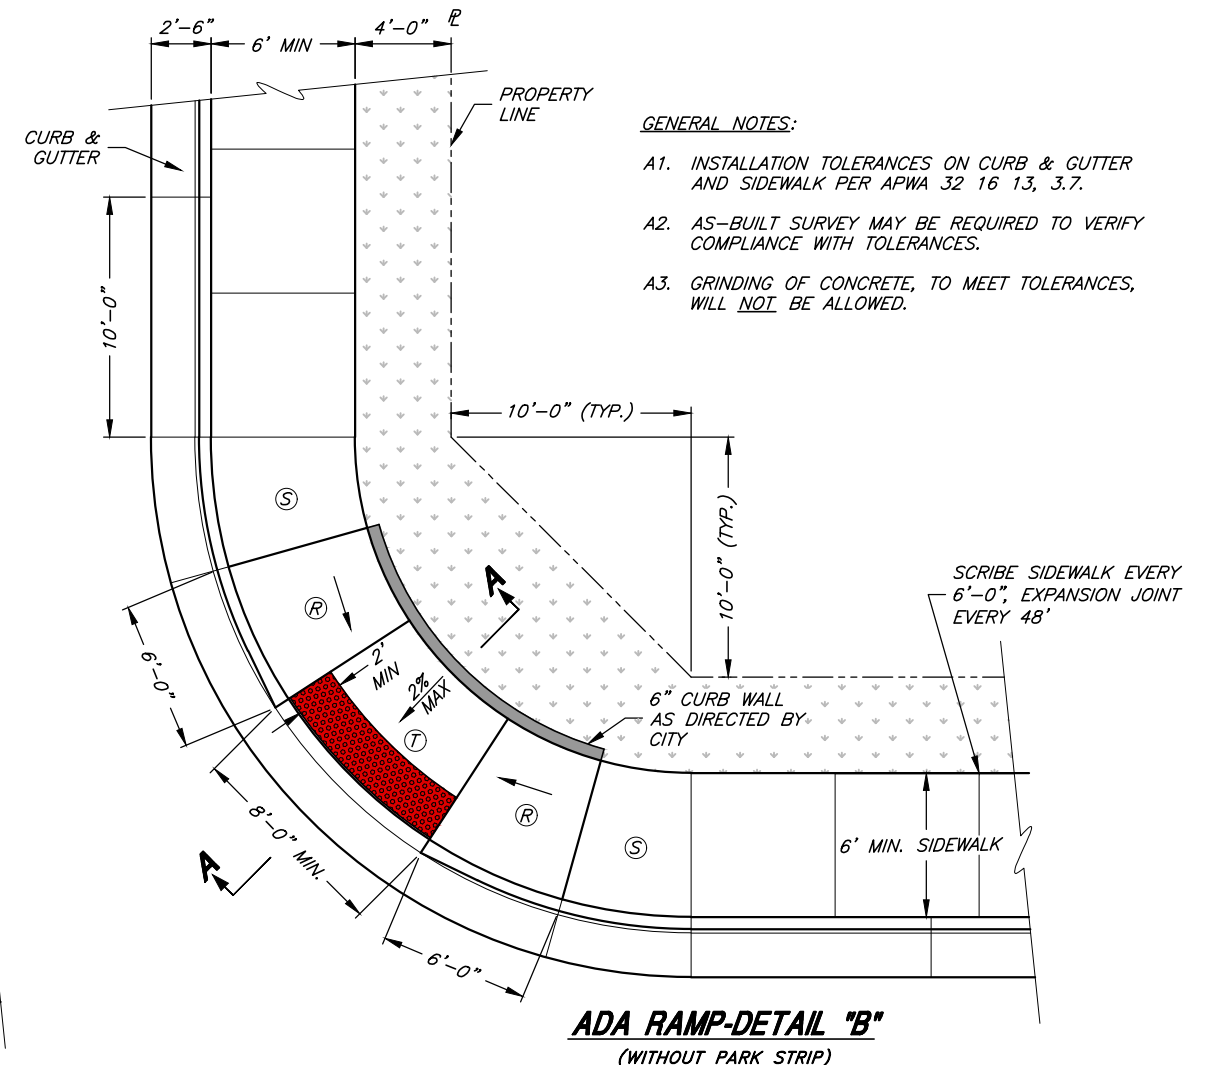 2'-6"
6' MIN
4'-0"
PL
PROPERTY
LINE
CURB &
GUTTER
GENERAL NOTES:
A1. INSTALLATION TOLERANCES ON CURB & GUTTER
AND SIDEWALK PER APWA 32 16 13, 3.7.
A2. AS-BUILT SURVEY MAY BE REQUIRED TO VERIFY
COMPLIANCE WITH TOLERANCES.
A3. GRINDING OF CONCRETE, TO MEET TOLERANCES,
WILL NOT BE ALLOWED.
10'-0"
10'-0" (TYP.)
10'-0" (TYP.)
S
R
A
SCRIBE SIDEWALK EVERY
6'-0", EXPANSION JOINT
EVERY 48'
6'-0"
2'
MIN
2%
MAX
T
6" CURB WALL
AS DIRECTED BY
CITY
R
S
8'-0" MIN.
A
6' MIN. SIDEWALK
6'-0"
ADA RAMP-DETAIL "B"
(WITHOUT PARK STRIP)